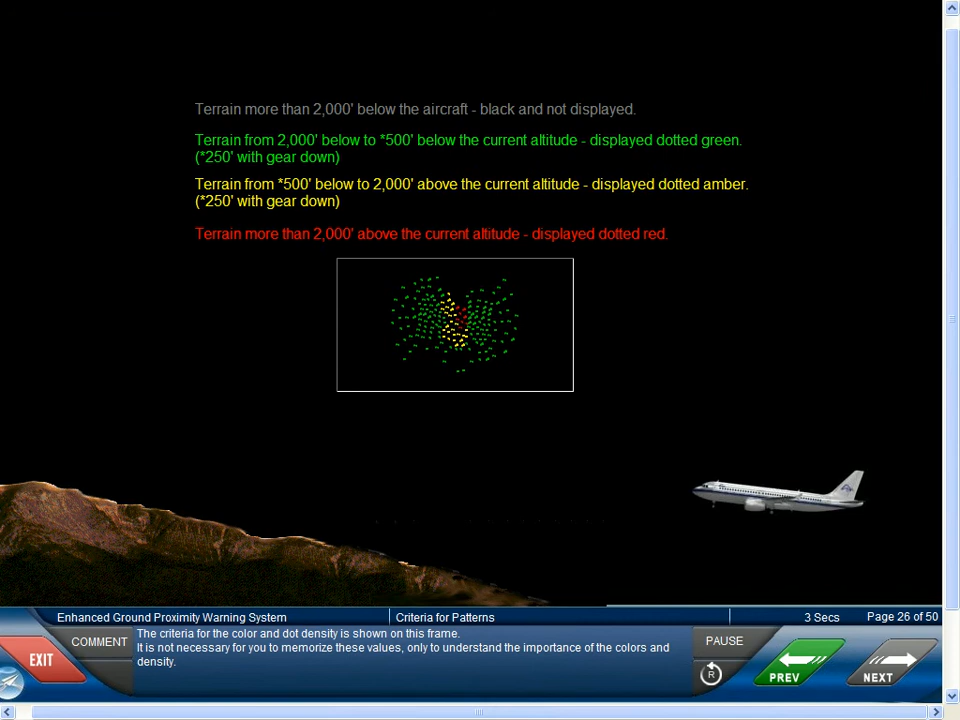 Terrain more than 2,000' below the aircraft - black and not displayed.
Terrain from 2,000' below to *500' below the current altitude - displayed dotted green.
(*250' with gear down)
Terrain from *500' below to 2,000' above the current altitude - displayed dotted amber.
(*250' with gear down)
Terrain more than 2,000' above the current altitude - displayed dotted red.
Enhanced Ground Proximity Warning System
Criteria for Patterns
3 Secs
Page 26 of 50
EXIT
COMMENT
The criteria for the color and dot density is shown on this frame.
It is not necessary for you to memorize these values, only to understand the importance of the colors and
density.
PAUSE
R
PREV
NEXT